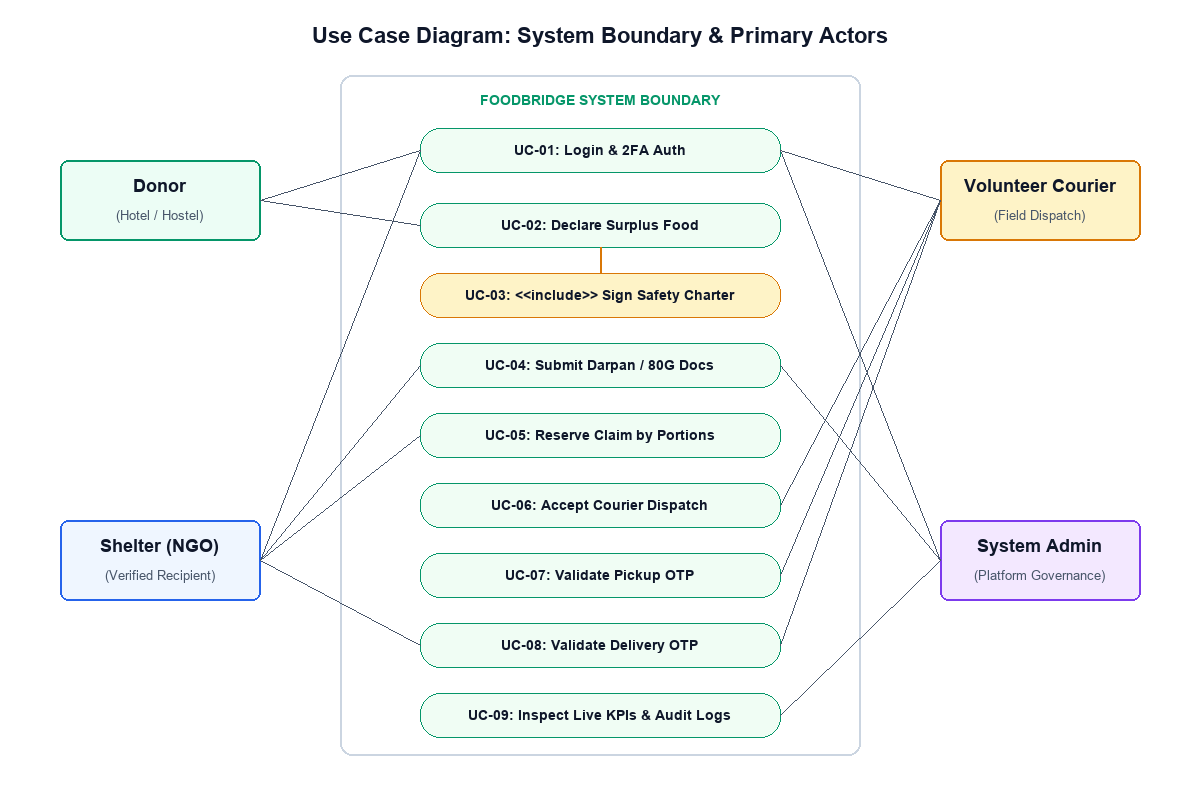 Use Case Diagram: System Boundary & Primary Actors
FOODBRIDGE SYSTEM BOUNDARY
Donor
(Hotel / Hostel)
Shelter (NGO)
(Verified Recipient)
UC-01: Login & 2FA Auth
UC-02: Declare Surplus Food
UC-03: <<include>> Sign Safety Charter
UC-04: Submit Darpan / 80G Docs
UC-05: Reserve Claim by Portions
UC-06: Accept Courier Dispatch
UC-07: Validate Pickup OTP
UC-08: Validate Delivery OTP
UC-09: Inspect Live KPIs & Audit Logs
Volunteer Courier
(Field Dispatch)
System Admin
(Platform Governance)